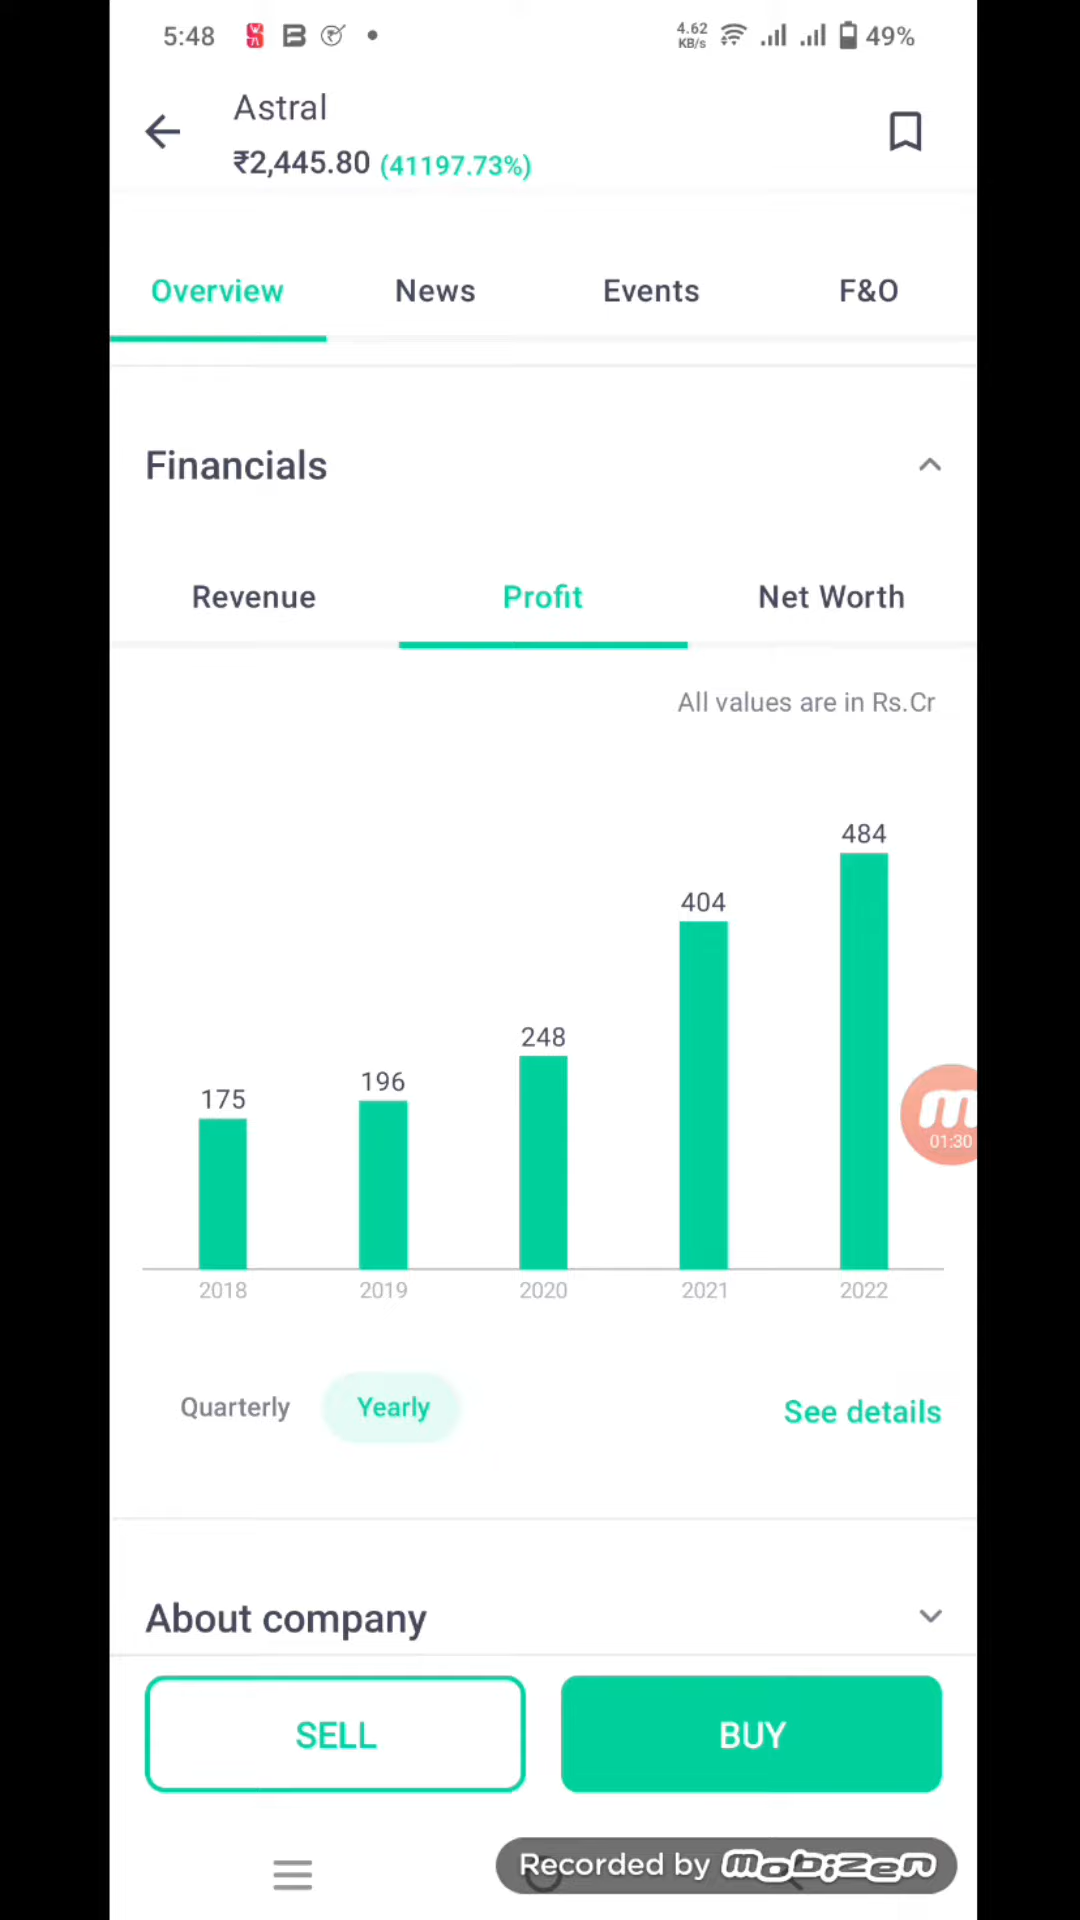 5:48 4.62 KB/s 49%
Astral
₹2,445.80 (41197.73%)
Overview News Events F&O
Financials
Revenue Profit Net Worth
All values are in Rs.Cr
484
404
248
196
175
01:30
2018 2019 2020 2021 2022
Quarterly Yearly See details
About company
SELL BUY
Recorded by mobizen